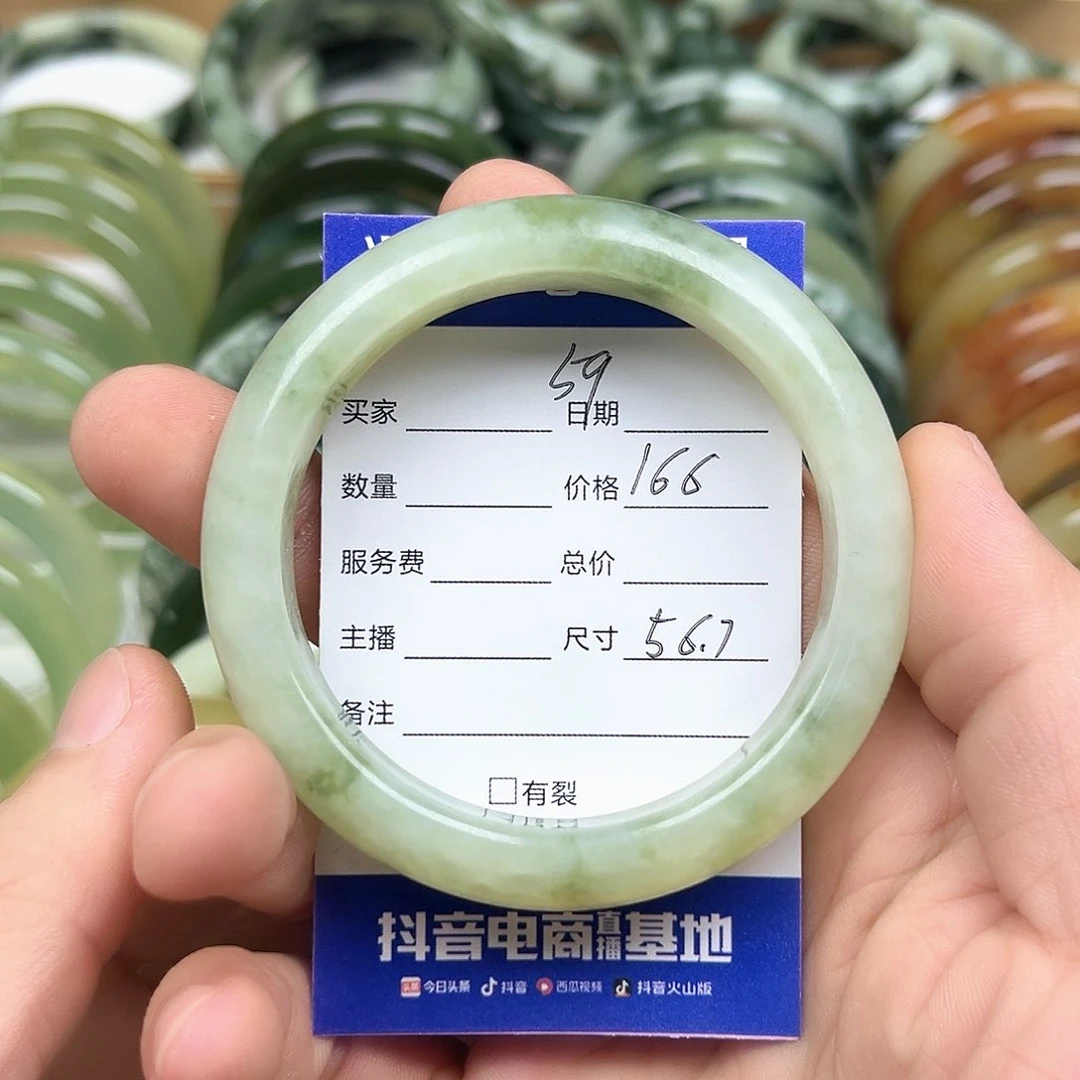 59
买家 日期
数量 价格 166
服务费 总价
主播 尺寸 56.7
备注
□有裂
抖音电商直播基地
头条 今日头条 抖音 西瓜视频 抖音火山版